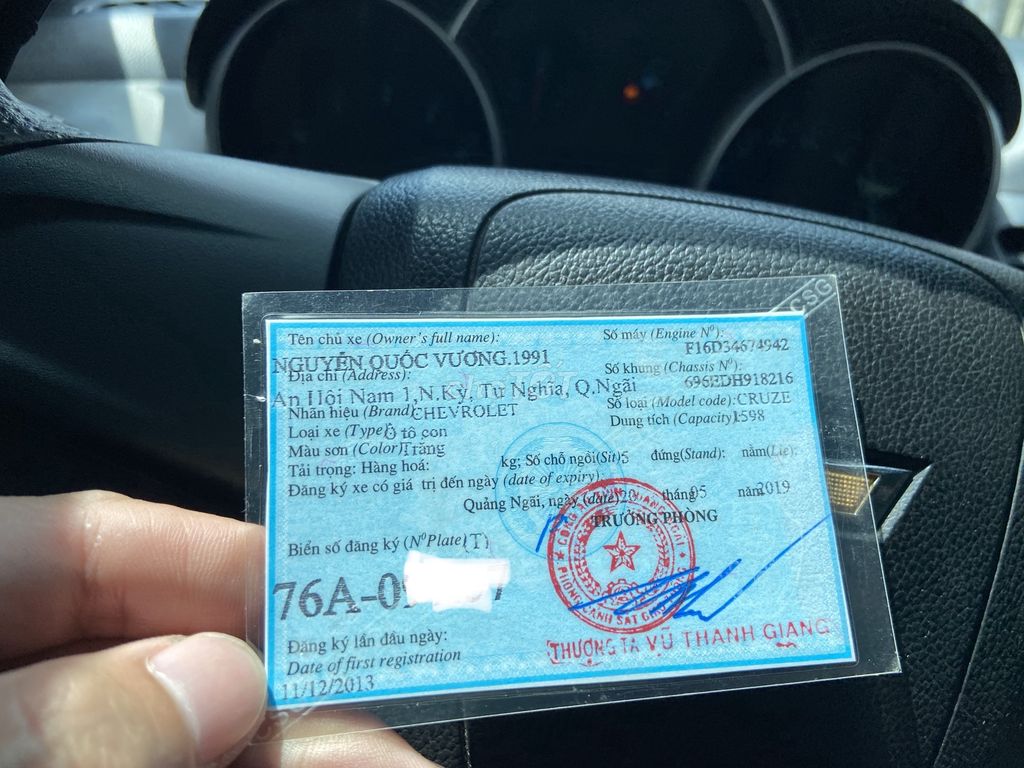 Tên chủ xe (Owner's full name):
NGUYỄN QUỐC VƯƠNG.1991
Địa chỉ (Address):
An Hội Nam 1,N.Kỳ, Tư Nghĩa, Q.Ngãi
Nhãn hiệu (Brand): CHEVROLET
Loại xe (Type): Ô tô con
Màu sơn (Color): Trắng
Tải trọng: Hàng hoá: kg; Số chỗ ngồi(Sit): 5 đứng(Stand): nằm(Lie):
Đăng ký xe có giá trị đến ngày (date of expiry)
Số máy (Engine Nº):
F16D34674942
Số khung (Chassis Nº):
696EDH918216
Số loại (Model code): CRUZE
Dung tích (Capacity): 1598
Quảng Ngãi, ngày (date) 20 tháng 05 năm 2019
TRƯỞNG PHÒNG
Biển số đăng ký (NºPlate) (T)
76A-0
Đăng ký lần đầu ngày:
Date of first registration
11/12/2013
THƯỢNG TÁ VŨ THANH GIANG